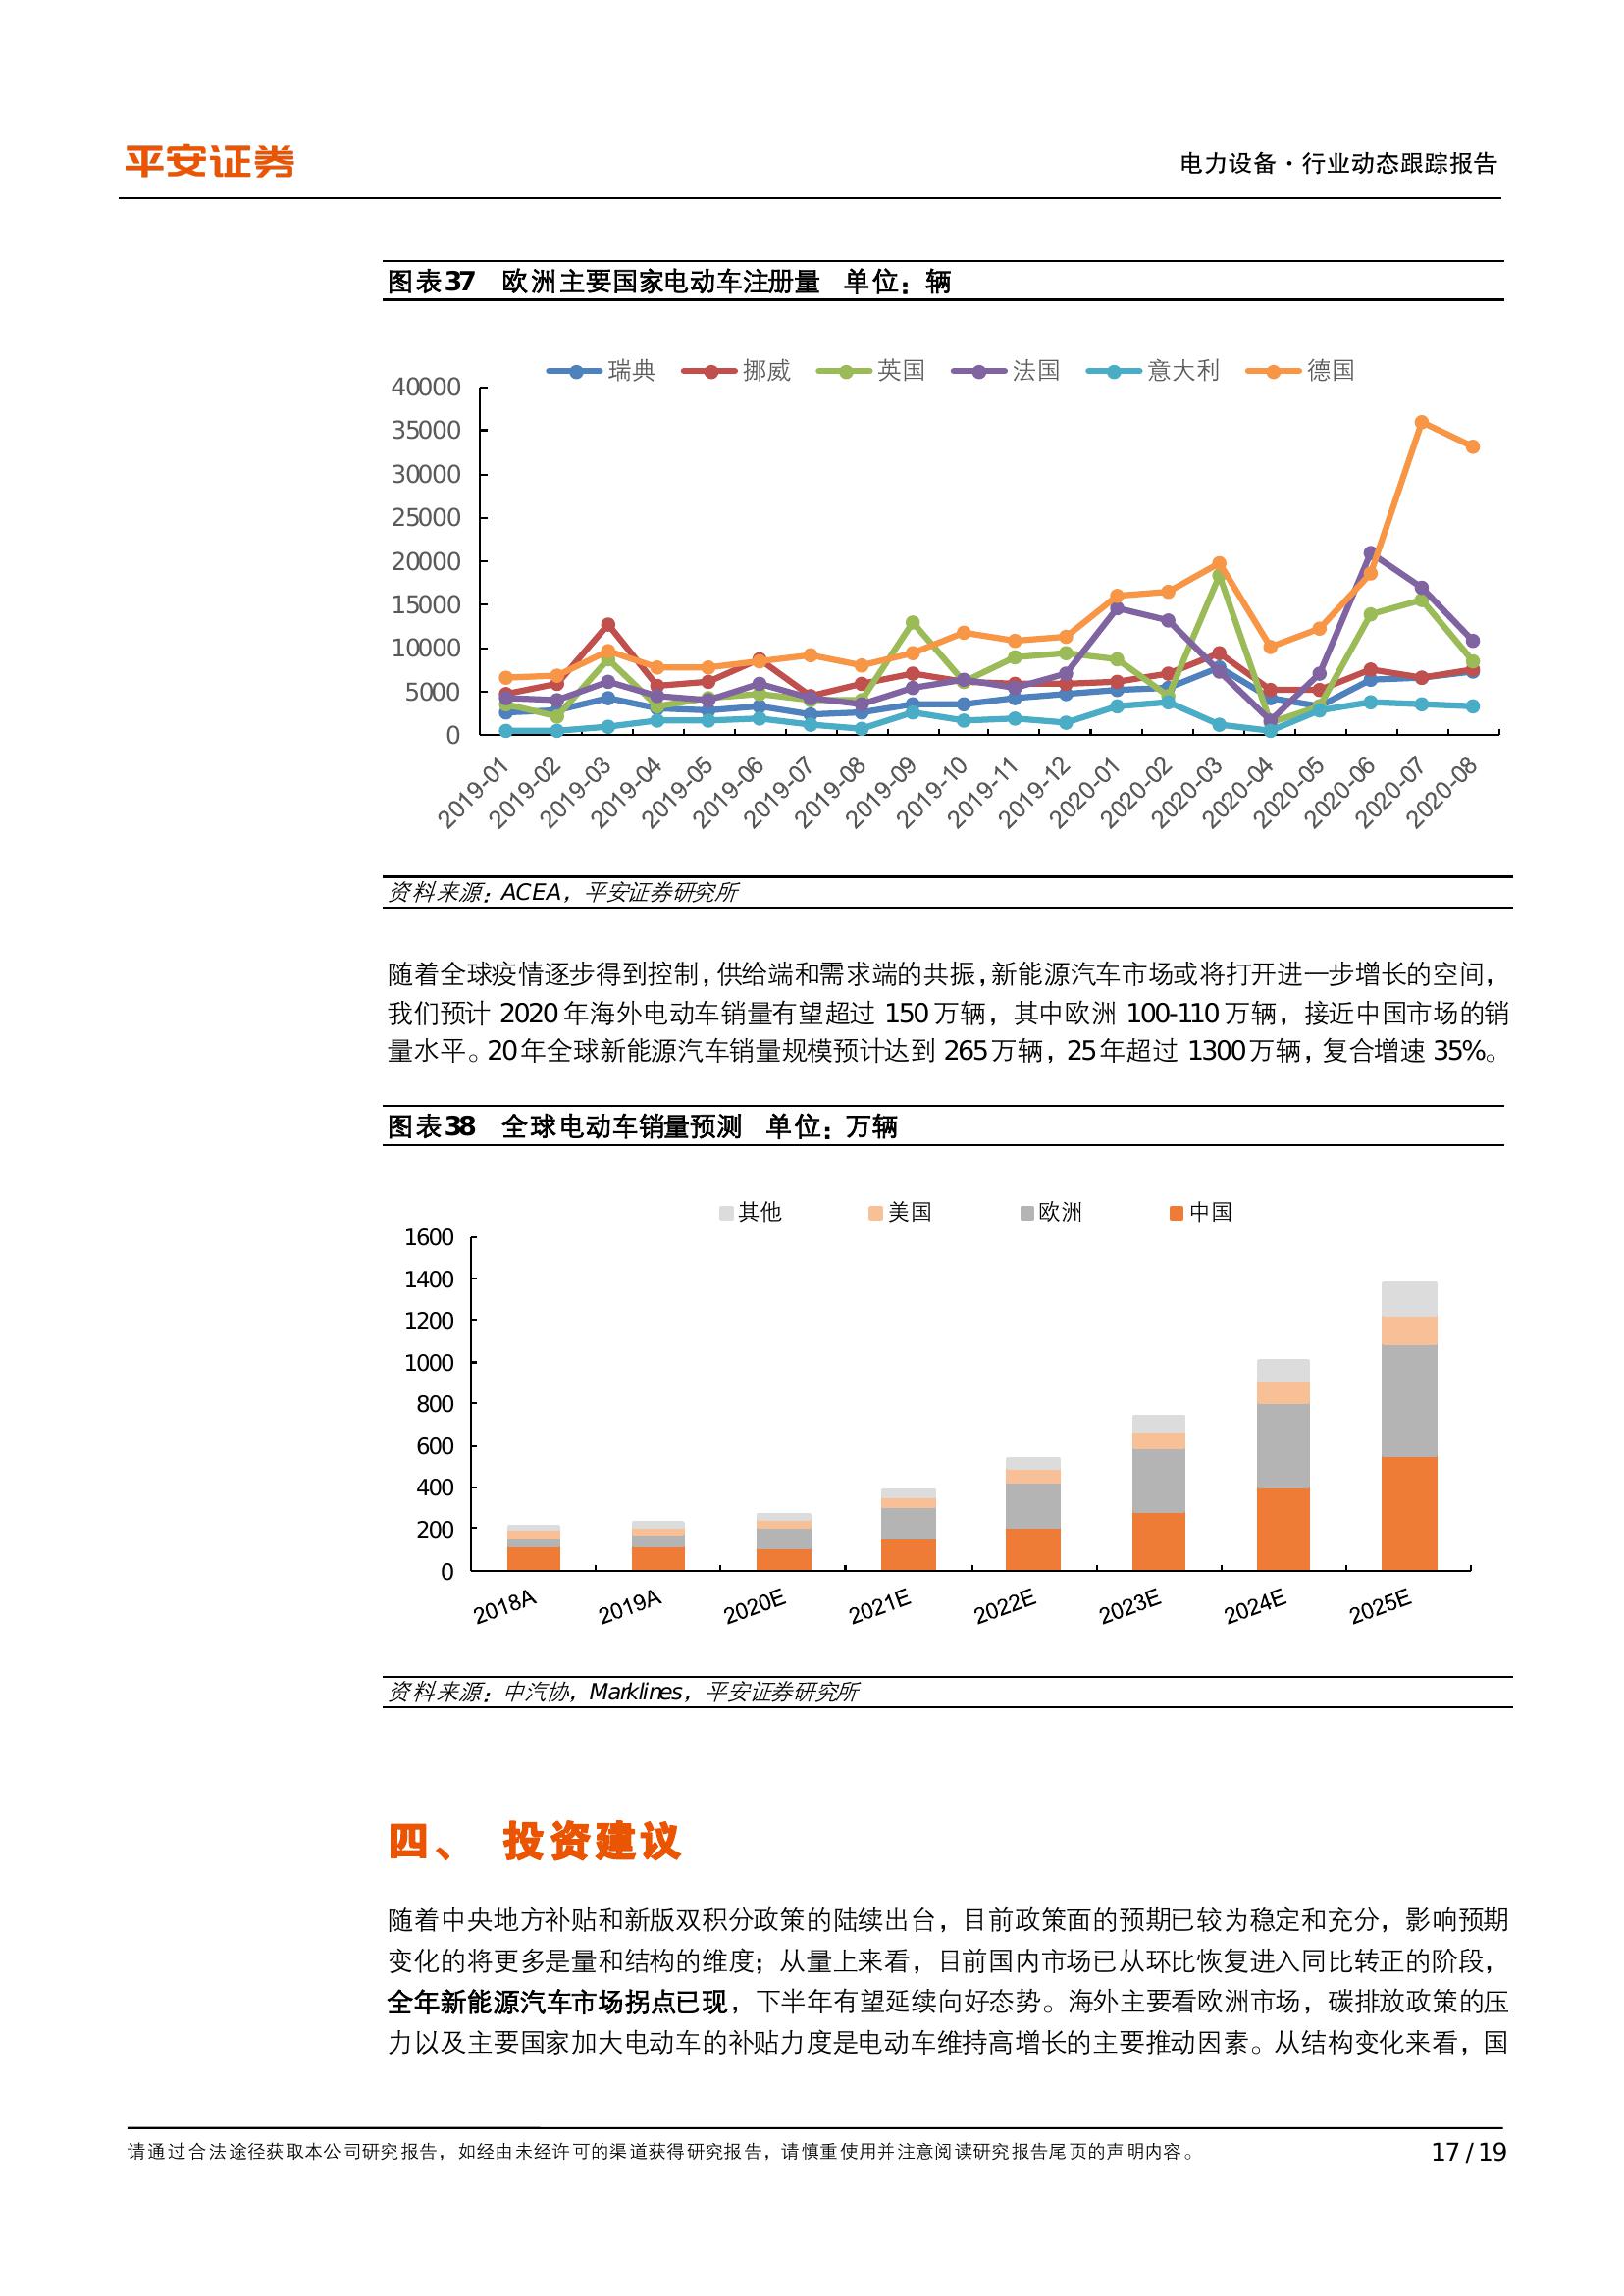 平安证券
电力设备·行业动态跟踪报告
图表37 欧洲主要国家电动车注册量 单位：辆
瑞典 挪威 英国 法国 意大利 德国
40000
35000
30000
25000
20000
15000
10000
5000
0
2019-01 2019-02 2019-03 2019-04 2019-05 2019-06 2019-07 2019-08 2019-09 2019-10 2019-11 2019-12 2020-01 2020-02 2020-03 2020-04 2020-05 2020-06 2020-07 2020-08
资料来源：ACEA，平安证券研究所
随着全球疫情逐步得到控制，供给端和需求端的共振，新能源汽车市场或将打开进一步增长的空间，
我们预计 2020 年海外电动车销量有望超过 150 万辆，其中欧洲 100-110 万辆，接近中国市场的销
量水平。20 年全球新能源汽车销量规模预计达到 265 万辆，25 年超过 1300 万辆，复合增速 35%。
图表38 全球电动车销量预测 单位：万辆
其他 美国 欧洲 中国
1600
1400
1200
1000
800
600
400
200
0
2018A 2019A 2020E 2021E 2022E 2023E 2024E 2025E
资料来源：中汽协，Marklines，平安证券研究所
四、 投资建议
随着中央地方补贴和新版双积分政策的陆续出台，目前政策面的预期已较为稳定和充分，影响预期
变化的将更多是量和结构的维度；从量上来看，目前国内市场已从环比恢复进入同比转正的阶段，
全年新能源汽车市场拐点已现，下半年有望延续向好态势。海外主要看欧洲市场，碳排放政策的压
力以及主要国家加大电动车的补贴力度是电动车维持高增长的主要推动因素。从结构变化来看，国
请通过合法途径获取本公司研究报告，如经由未经许可的渠道获得研究报告，请慎重使用并注意阅读研究报告尾页的声明内容。
17 / 19